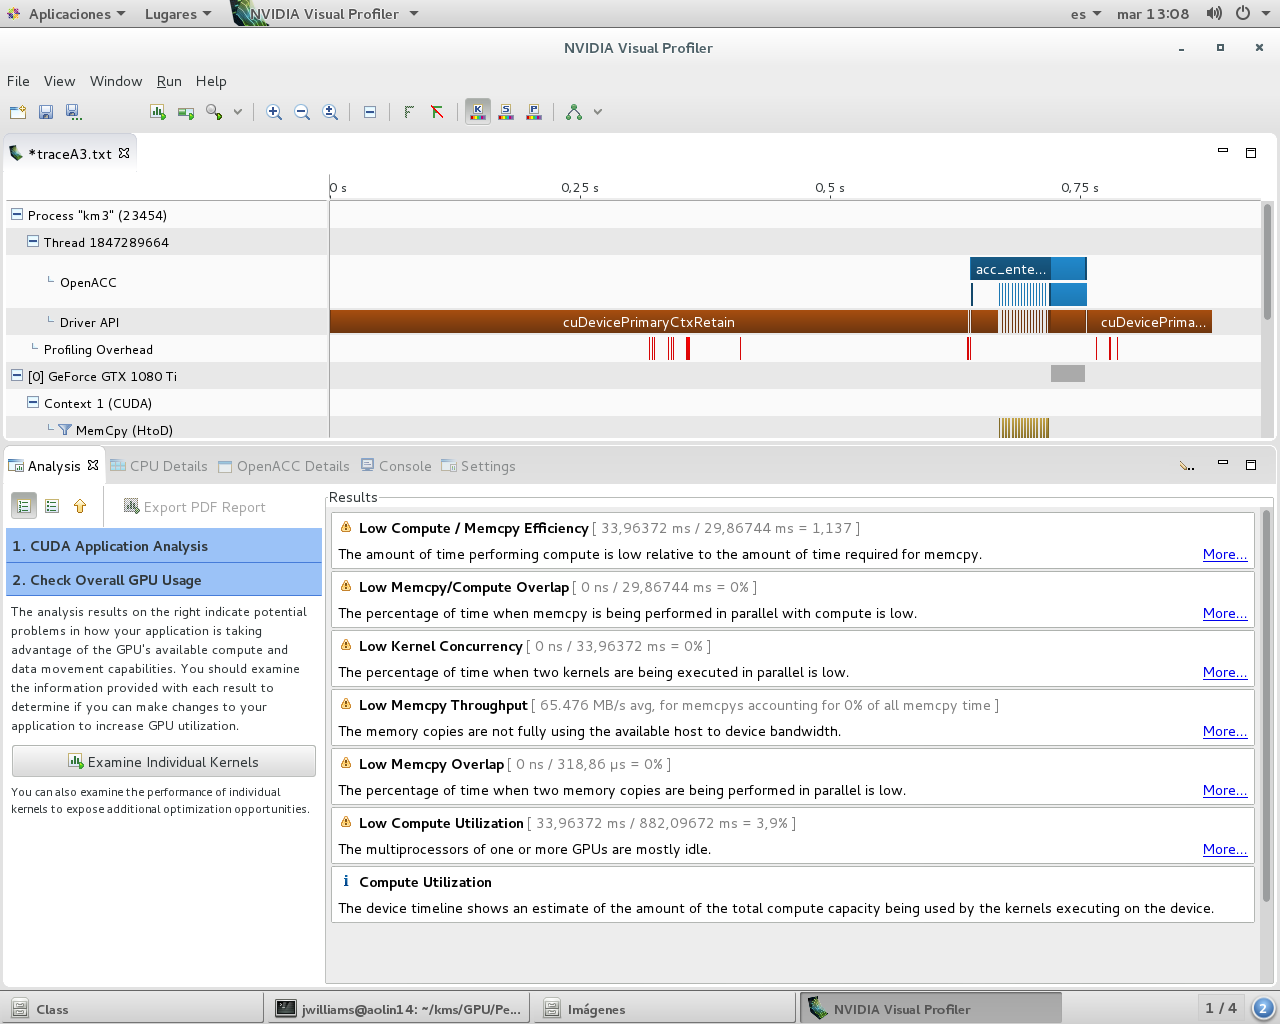 Aplicaciones Lugares NVIDIA Visual Profiler es mar 13:08
NVIDIA Visual Profiler
File View Window Run Help
K S P
*traceA3.txt
0 s 0,25 s 0,5 s 0,75 s
Process "km3" (23454)
Thread 1847289664
OpenACC acc_ente...
Driver API cuDevicePrimaryCtxRetain cuDevicePrima...
Profiling Overhead
[0] GeForce GTX 1080 Ti
Context 1 (CUDA)
MemCpy (HtoD)
Analysis CPU Details OpenACC Details Console Settings
Export PDF Report
1. CUDA Application Analysis
2. Check Overall GPU Usage
The analysis results on the right indicate potential
problems in how your application is taking
advantage of the GPU's available compute and
data movement capabilities. You should examine
the information provided with each result to
determine if you can make changes to your
application to increase GPU utilization.
Examine Individual Kernels
You can also examine the performance of individual
kernels to expose additional optimization opportunities.
Results
Low Compute / Memcpy Efficiency [ 33,96372 ms / 29,86744 ms = 1,137 ]
The amount of time performing compute is low relative to the amount of time required for memcpy. More...
Low Memcpy/Compute Overlap [ 0 ns / 29,86744 ms = 0% ]
The percentage of time when memcpy is being performed in parallel with compute is low. More...
Low Kernel Concurrency [ 0 ns / 33,96372 ms = 0% ]
The percentage of time when two kernels are being executed in parallel is low. More...
Low Memcpy Throughput [ 65.476 MB/s avg, for memcpys accounting for 0% of all memcpy time ]
The memory copies are not fully using the available host to device bandwidth. More...
Low Memcpy Overlap [ 0 ns / 318,86 µs = 0% ]
The percentage of time when two memory copies are being performed in parallel is low. More...
Low Compute Utilization [ 33,96372 ms / 882,09672 ms = 3,9% ]
The multiprocessors of one or more GPUs are mostly idle. More...
Compute Utilization
The device timeline shows an estimate of the amount of the total compute capacity being used by the kernels executing on the device.
Class jwilliams@aolin14: ~/kms/GPU/Pe... Imágenes NVIDIA Visual Profiler 1 / 4 2